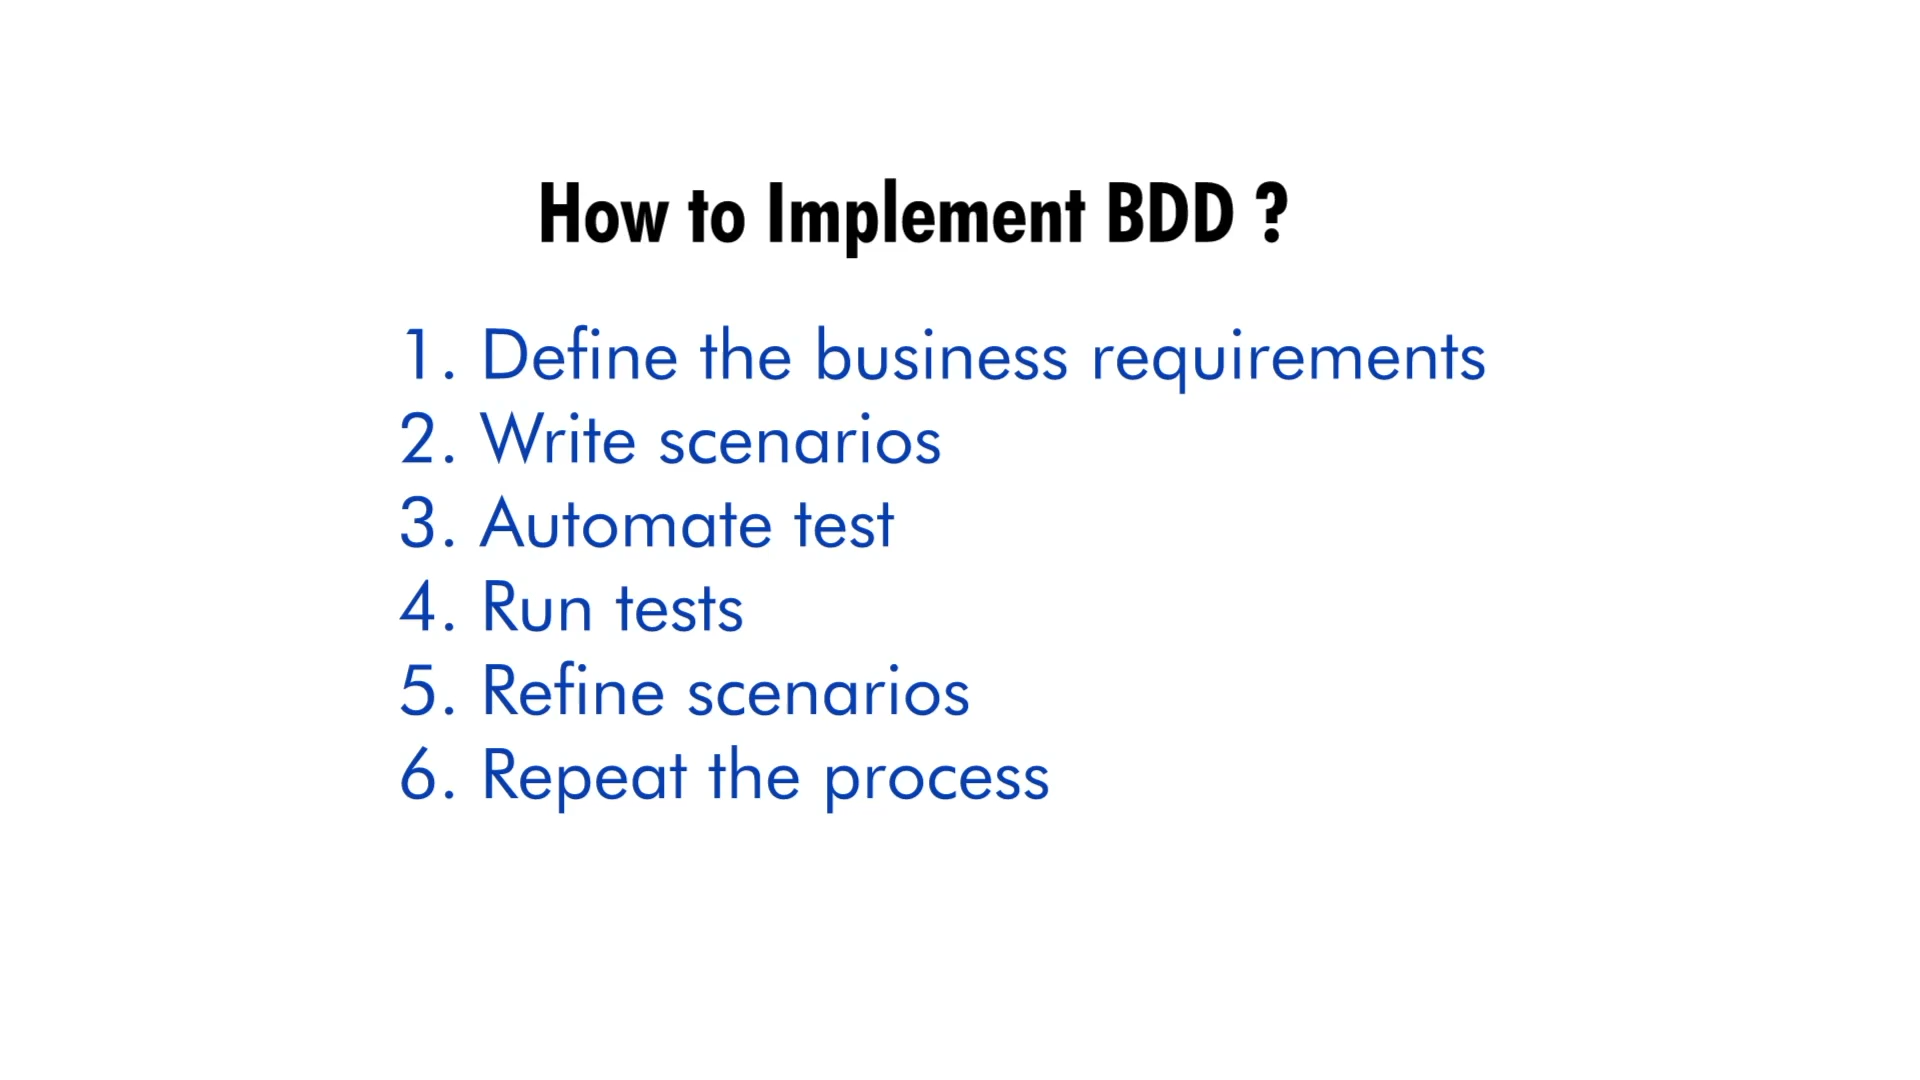 How to Implement BDD ?
1. Define the business requirements
2. Write scenarios
3. Automate test
4. Run tests
5. Refine scenarios
6. Repeat the process